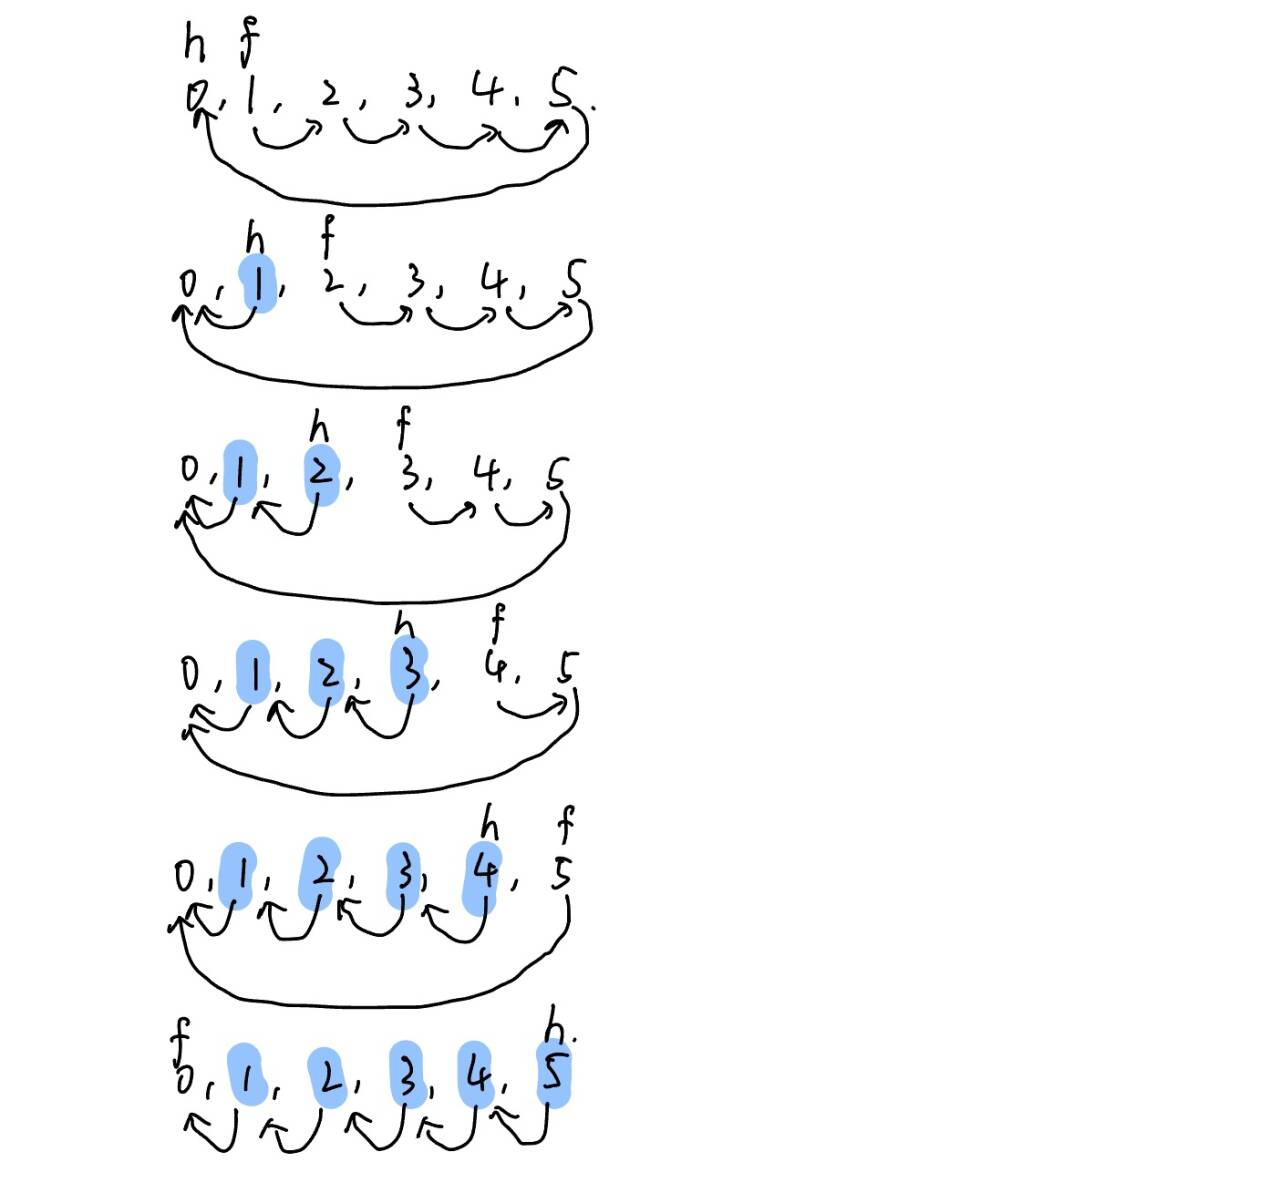 h f
0, 1, 2, 3, 4, 5.
h f
0, 1, 2, 3, 4, 5
h f
0, 1, 2, 3, 4, 5
h f
0, 1, 2, 3, 4, 5
h f
0, 1, 2, 3, 4, 5
f h.
0, 1, 2, 3, 4, 5